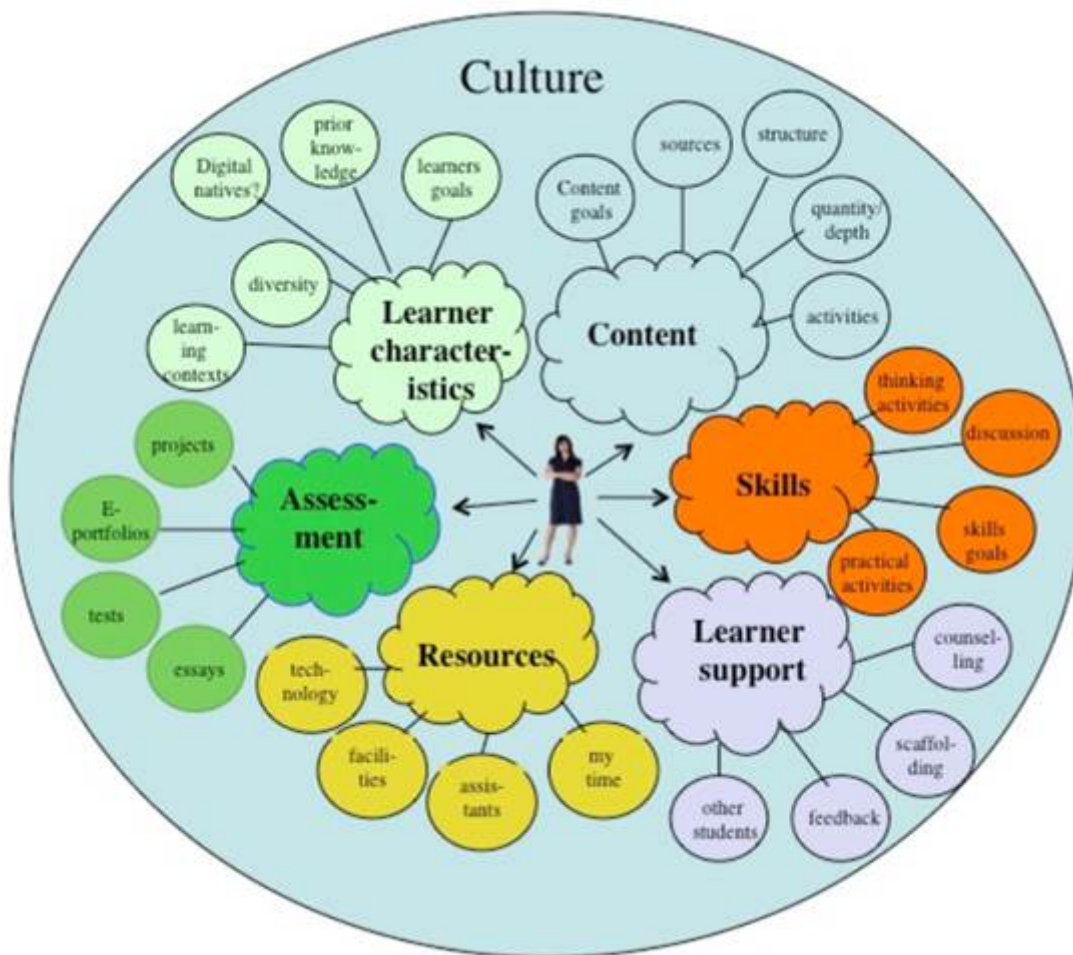 Culture
prior
know-
ledge
Digital
natives?
learners
goals
diversity
learn-
ing
contexts
Learner
character-
istics
Content
goals
sources
structure
quantity/
depth
activities
Content
thinking
activities
discussion
skills
goals
practical
activities
Skills
projects
E-
portfolios
tests
essays
Assess-
ment
Resources
tech-
nology
facili-
ties
assis-
tants
my
time
Learner
support
counsel-
ling
scaffol-
ding
feedback
other
students